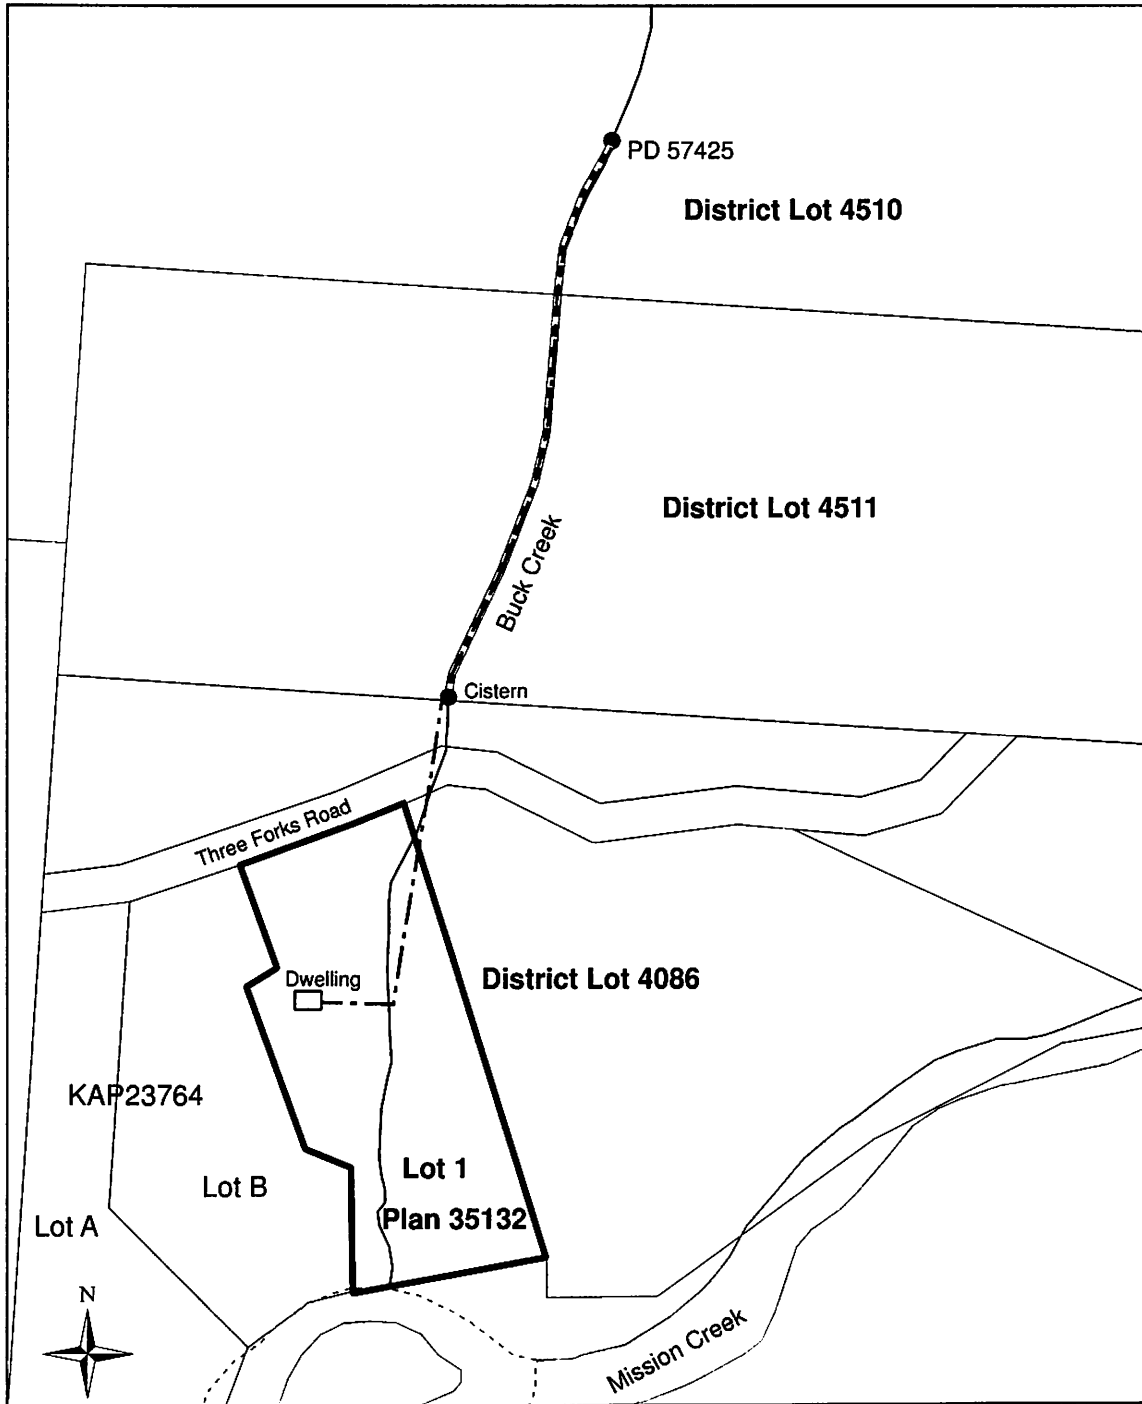 PD 57425
District Lot 4510
District Lot 4511
Buck Creek
Cistern
Three Forks Road
Dwelling
District Lot 4086
KAP23764
Lot 1
Lot B
Plan 35132
Lot A
N
Mission Creek